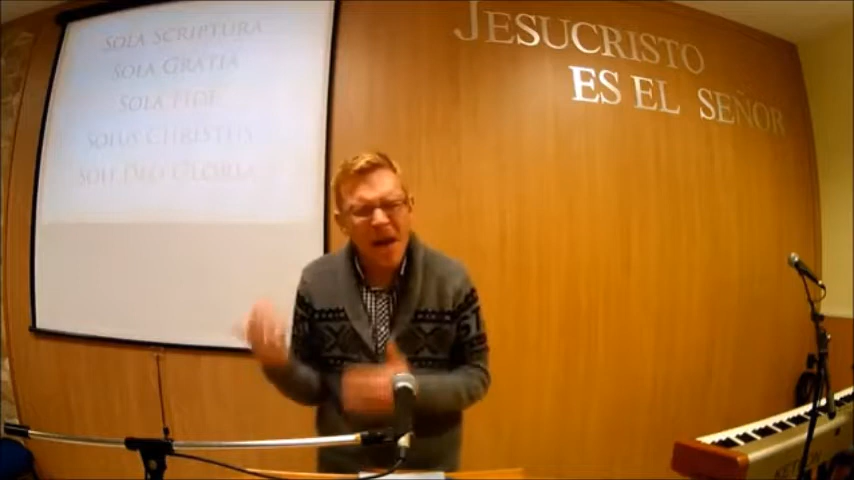 SOLA SCRIPTURA
SOLA GRATIA
SOLA FIDE
SOLUS CHRISTUS
SOLI DEO GLORIA
JESUCRISTO
ES EL SEÑOR